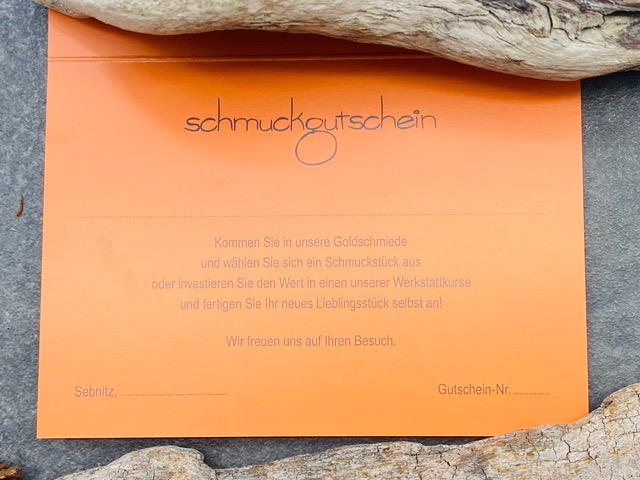 schmuckgutschein
Kommen Sie in unsere Goldschmiede
und wählen Sie sich ein Schmuckstück aus
oder investieren Sie den Wert in einen unserer Werkstattkurse
und fertigen Sie Ihr neues Lieblingsstück selbst an!
Wir freuen uns auf Ihren Besuch.
Sebnitz, ....................................
Gutschein-Nr. ............